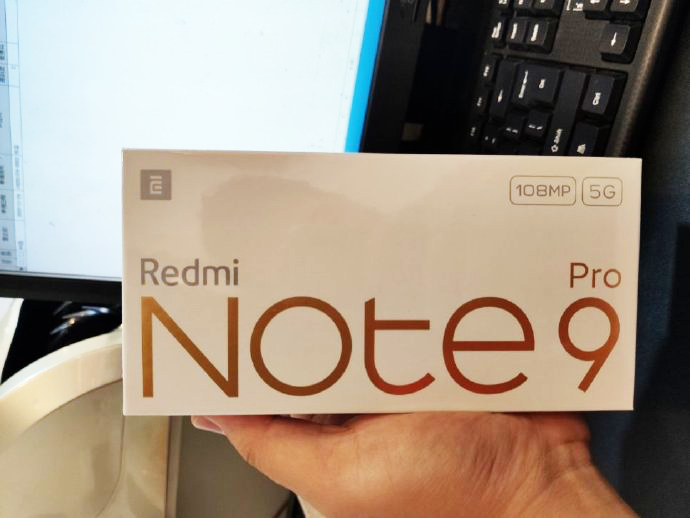 108MP 5G
Redmi
Pro
Note 9